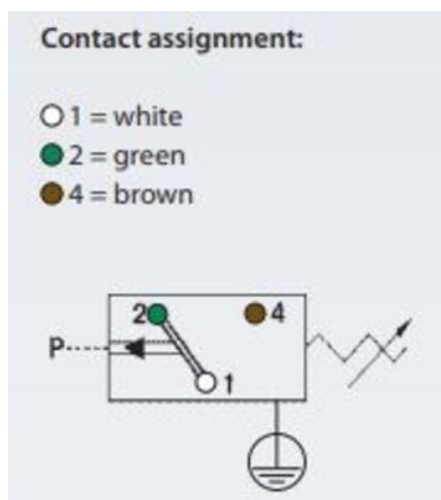 Contact assignment:
1 = white
2 = green
4 = brown
2 4
P
1